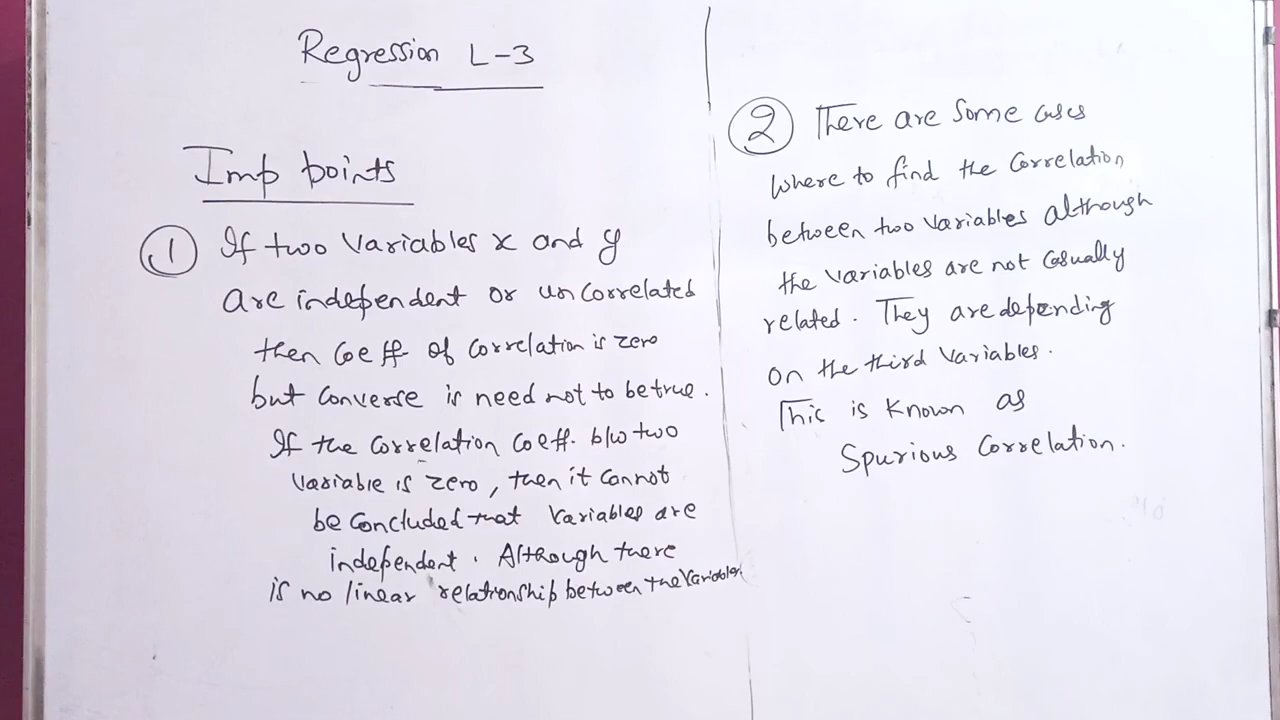 Regression L-3
Imp points
1 If two variables x and y
are independent or uncorrelated
then coeff. of correlation is zero
but converse is need not to be true.
If the correlation coeff. b/w two
variable is zero, then it cannot
be concluded that variables are
independent. Although there
is no linear relationship between the variables
2 There are some cases
where to find the correlation
between two variables although
the variables are not casually
related. They are depending
on the third variables.
This is known as
Spurious correlation.